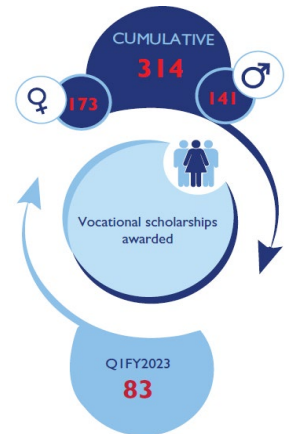 CUMULATIVE
314
173
141
Vocational scholarships
awarded
Q1FY2023
83